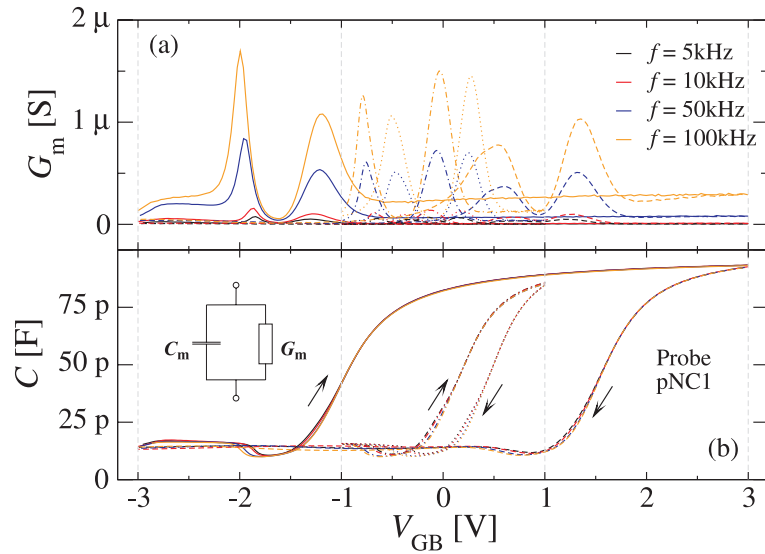 2 μ
1 μ
0
G_m [S]
(a)
f = 5kHz
f = 10kHz
f = 50kHz
f = 100kHz
75 p
50 p
25 p
0
C [F]
C_m
G_m
Probe
pNC1
(b)
-3 -2 -1 0 1 2 3
V_GB [V]